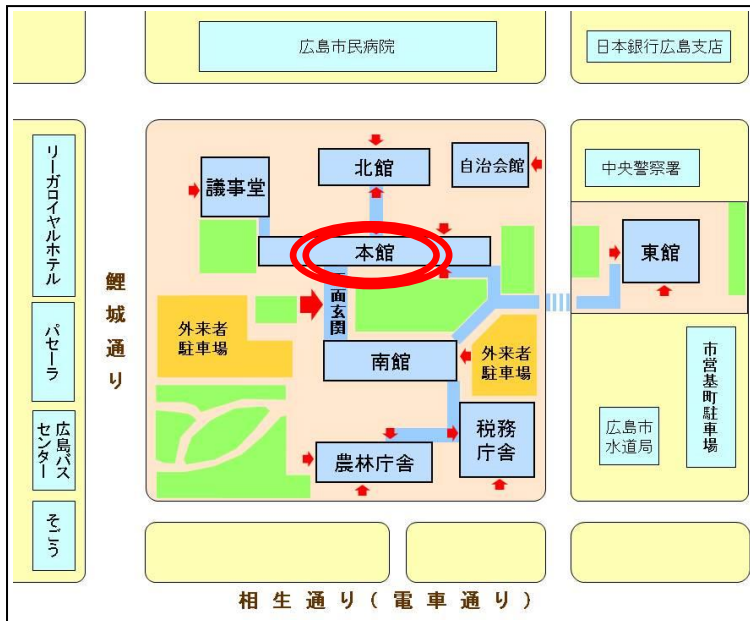 広島市民病院
日本銀行広島支店
リーガロイヤルホテル
議事堂
北館
自治会館
中央警察署
本館
東館
鯉城通り
パセーラ
外来者
駐車場
面玄関
南館
外来者
駐車場
市営基町駐車場
広島バス
センター
農林庁舎
税務
庁舎
広島市
水道局
そごう
相生通り(電車通り)